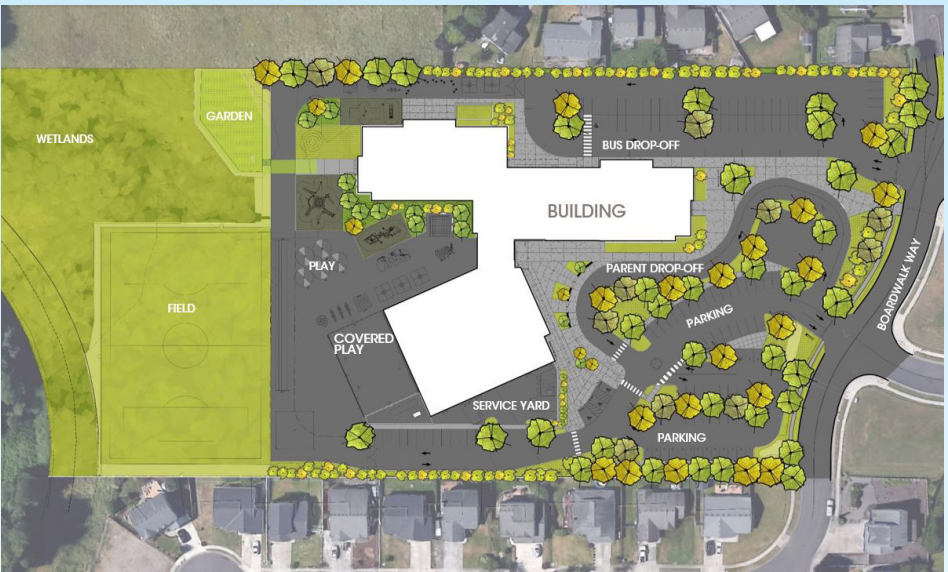 GARDEN
WETLANDS
BUS DROP-OFF
BUILDING
PLAY
PARENT DROP-OFF
BOARDWALK WAY
FIELD
PARKING
COVERED
PLAY
SERVICE YARD
PARKING